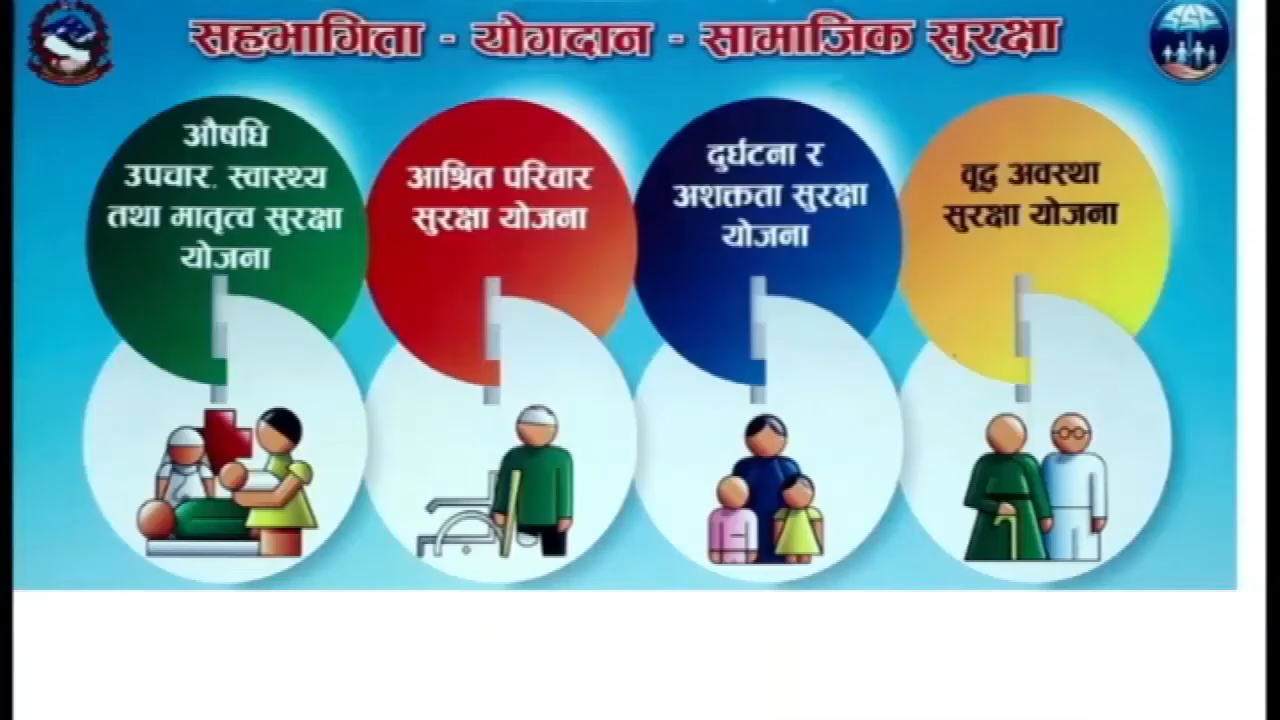 सहभागिता - योगदान - सामाजिक सुरक्षा
औषधि
उपचार, स्वास्थ्य
तथा मातृत्व सुरक्षा
योजना
आश्रित परिवार
सुरक्षा योजना
दुर्घटना र
अशक्तता सुरक्षा
योजना
वृद्ध अवस्था
सुरक्षा योजना
SSF